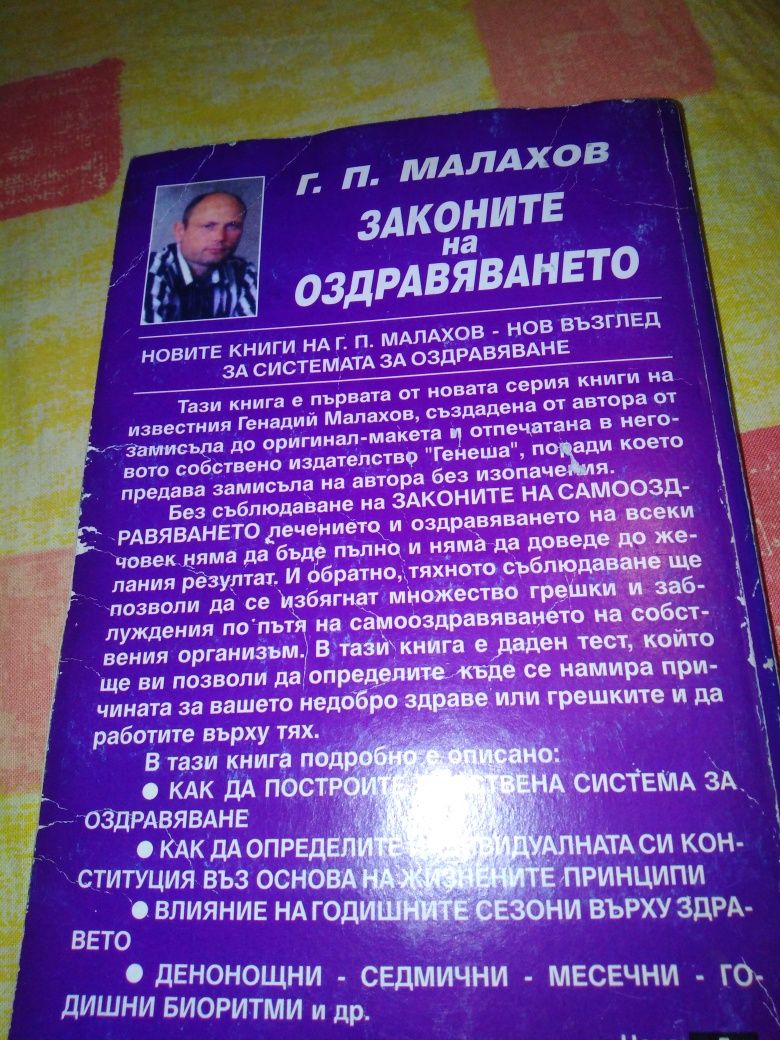 Г. П. МАЛАХОВ
ЗАКОНИТЕ
на
ОЗДРАВЯВАНЕТО
НОВИТЕ КНИГИ НА Г. П. МАЛАХОВ - НОВ ВЪЗГЛЕД
ЗА СИСТЕМАТА ЗА ОЗДРАВЯВАНЕ
Тази книга е първата от новата серия книги на
известния Генадий Малахов, създадена от автора от
замисъла до оригинал-макета и отпечатана в него-
вото собствено издателство "Генеша", поради което
предава замисъла на автора без изопачения.
Без съблюдаване на ЗАКОНИТЕ НА САМООЗД-
РАВЯВАНЕТО лечението и оздравяването на всеки
човек няма да бъде пълно и няма да доведе до же-
лания резултат. И обратно, тяхното съблюдаване ще
позволи да се избягнат множество грешки и заб-
луждения по пътя на самооздравяването на собст-
вения организъм. В тази книга е даден тест, който
ще ви позволи да определите къде се намира при-
чината за вашето недобро здраве или грешките и да
работите върху тях.
В тази книга подробно е описано:
● КАК ДА ПОСТРОИТЕ СИСТЕМА ЗА
ОЗДРАВЯВАНЕ
● КАК ДА ОПРЕДЕЛИТЕ ИНДИВИДУАЛНАТА СИ КОН-
СТИТУЦИЯ ВЪЗ ОСНОВА НА ЖИЗНЕНИТЕ ПРИНЦИПИ
● ВЛИЯНИЕ НА ГОДИШНИТЕ СЕЗОНИ ВЪРХУ ЗДРА-
ВЕТО
● ДЕНОНОЩНИ - СЕДМИЧНИ - МЕСЕЧНИ - ГО-
ДИШНИ БИОРИТМИ и др.